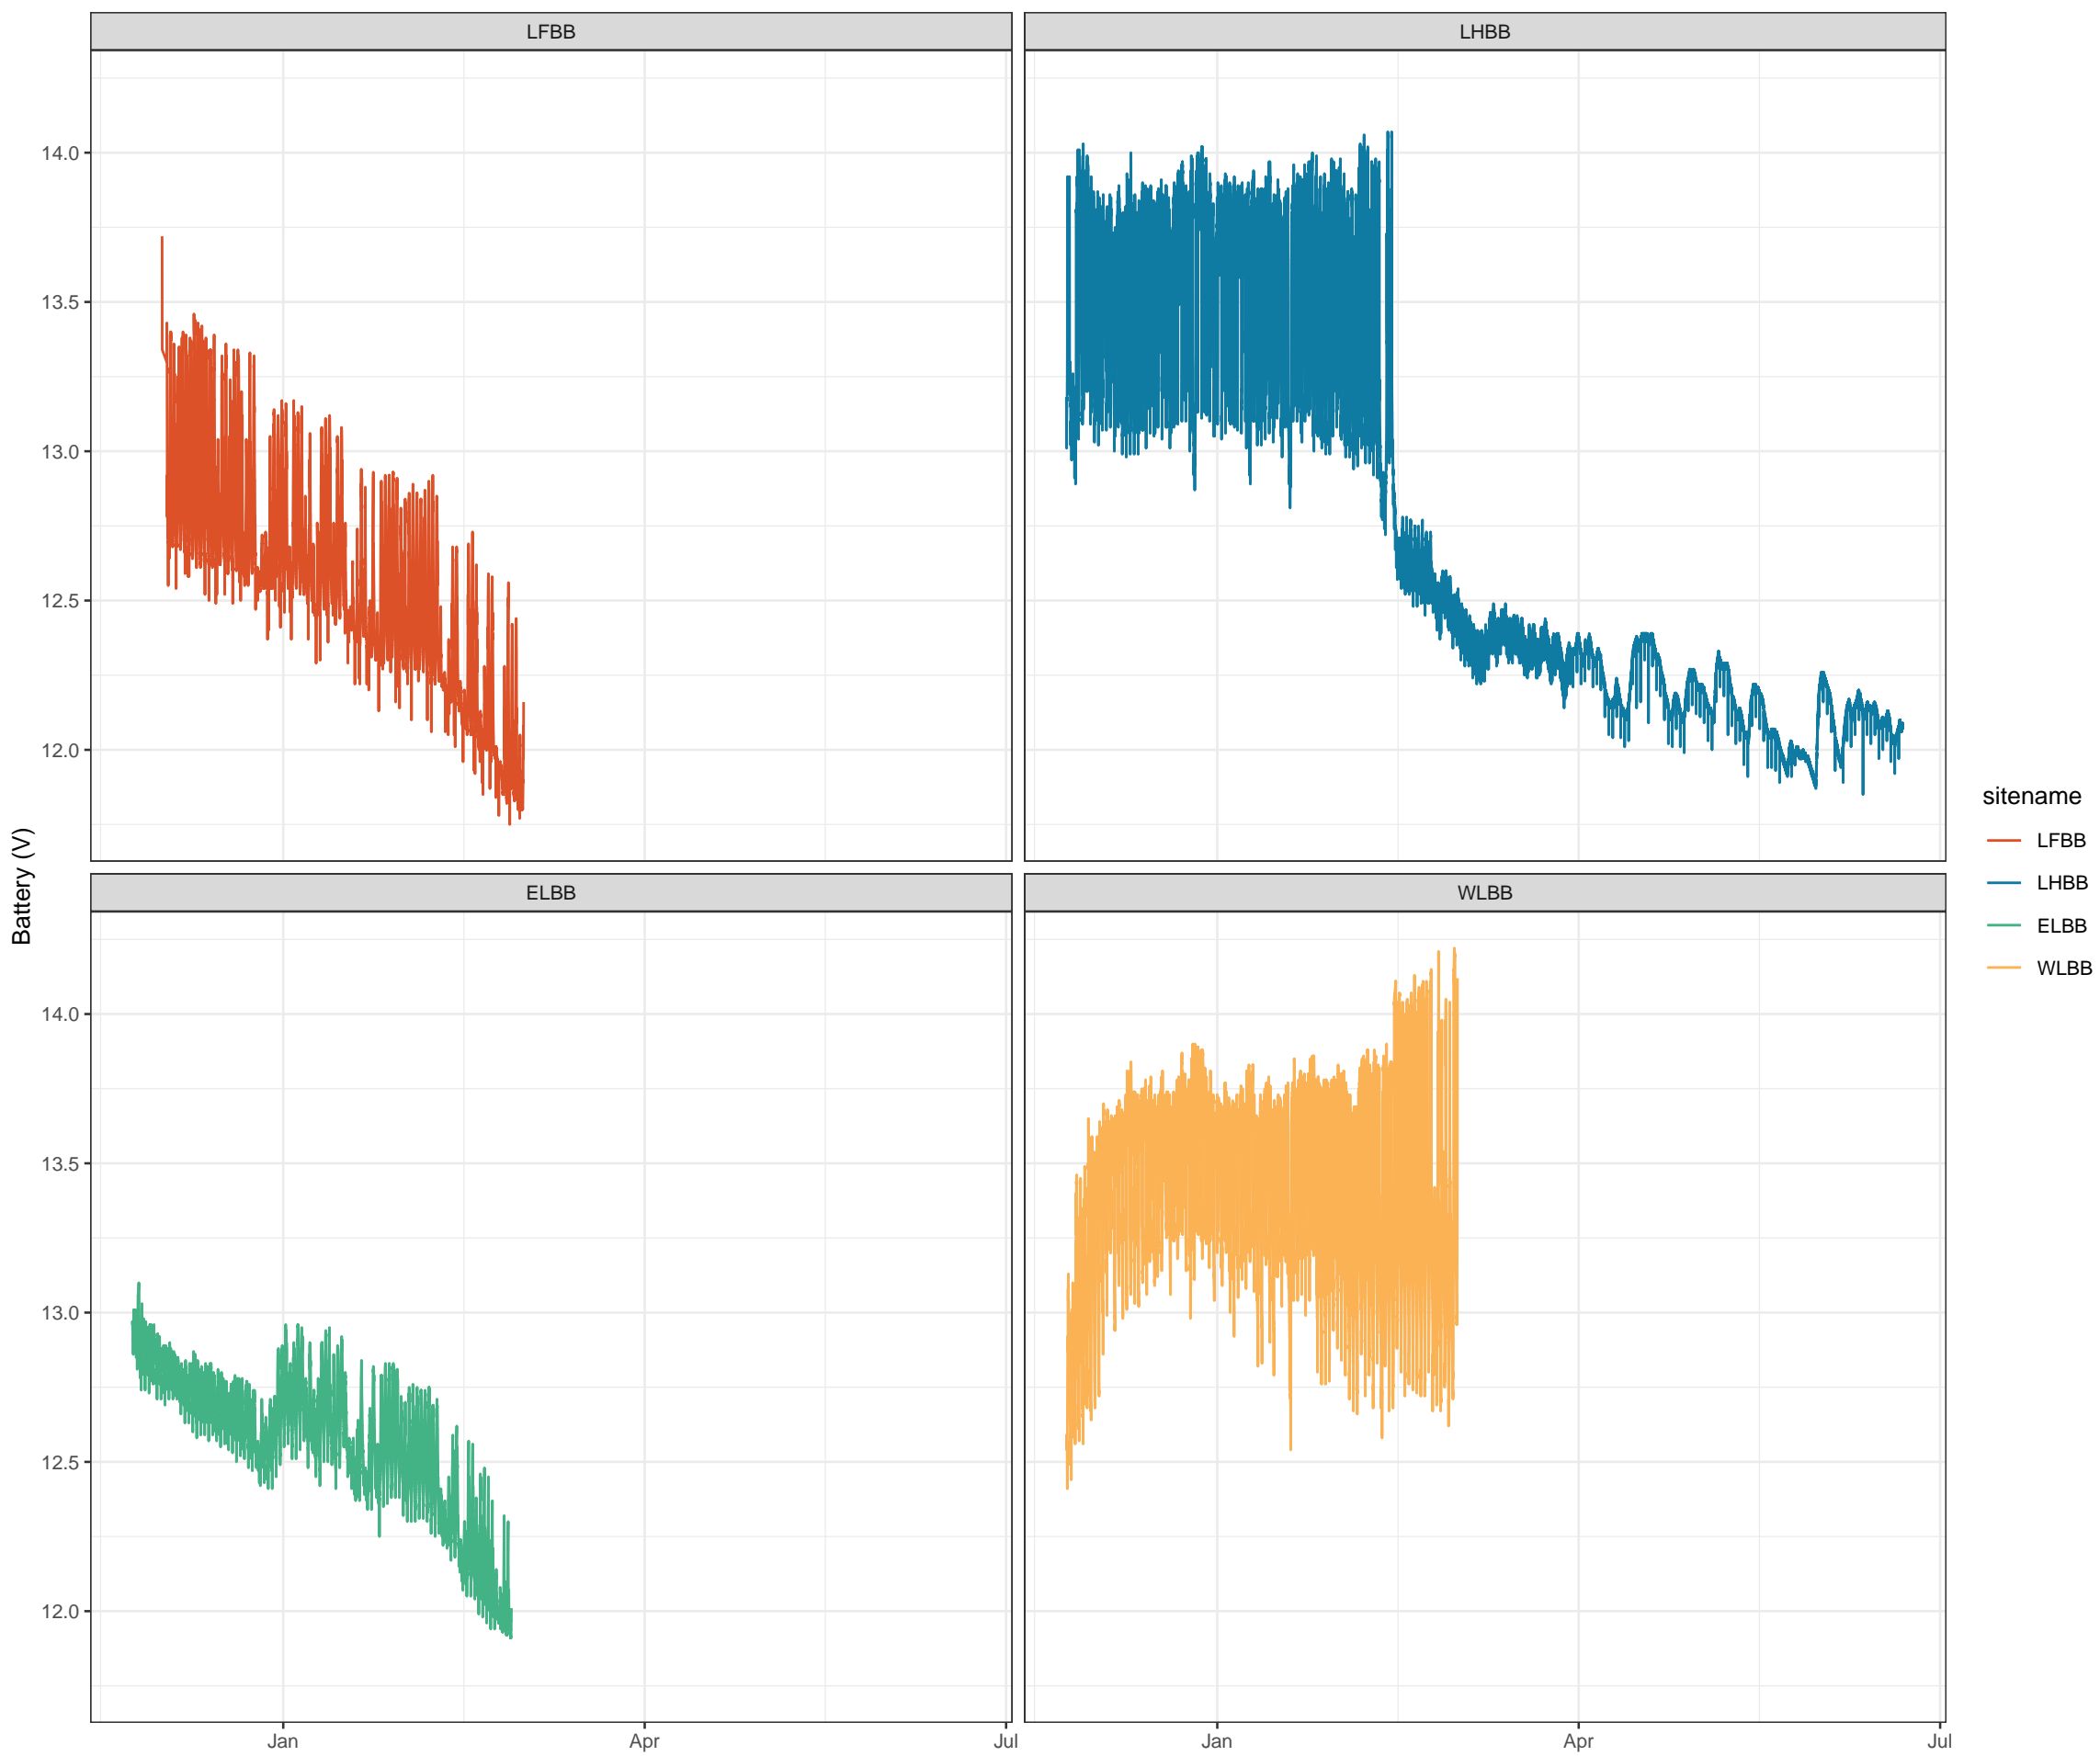 LFBB
LHBB
14.0
13.5
13.0
12.5
12.0
ELBB
WLBB
14.0
13.5
13.0
12.5
12.0
Jan
Apr
Jul
Jan
Apr
Jul
Battery (V)
sitename
LFBB
LHBB
ELBB
WLBB